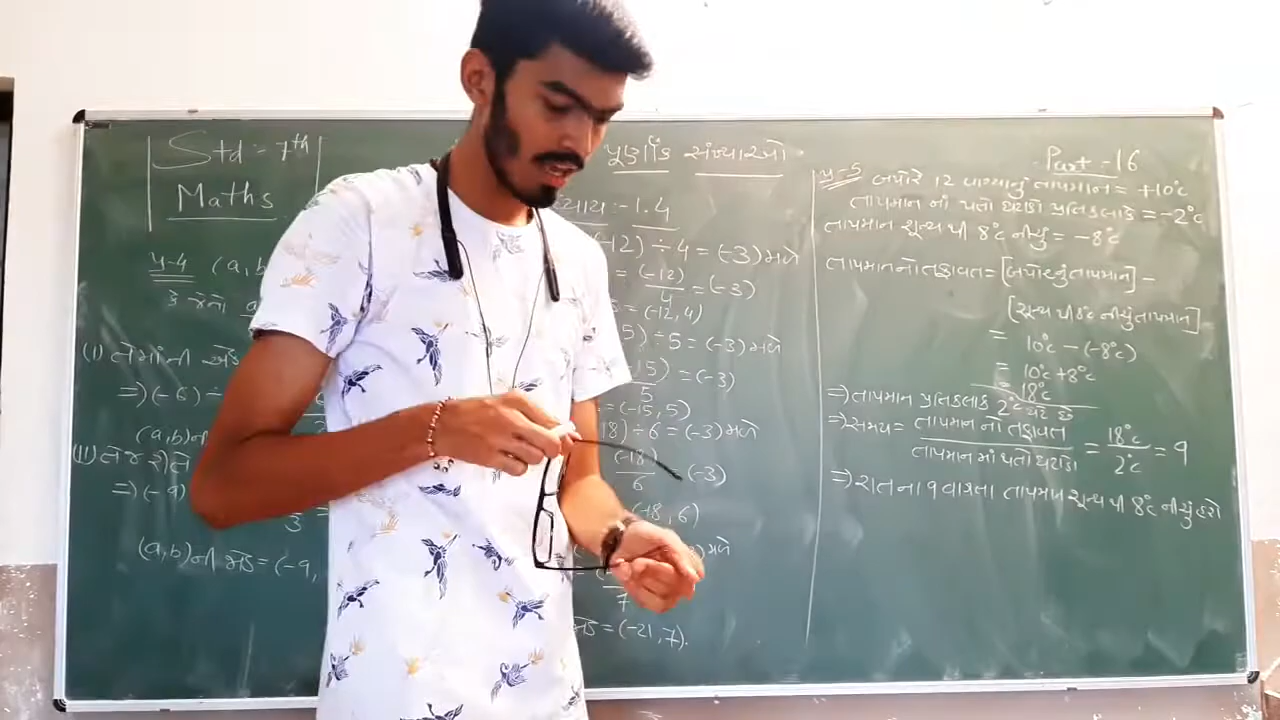 Std :- 7th
Maths
પૂર્ણાંક સંખ્યાઓ
-1.4
પ્ર-4 (a,b)
12) ÷ 4 = (-3) મળે
= (-12)/4 = (-3)
= (-12, 4)
(i)
5) ÷ 5 = (-3) મળે
⇒ (-6) ÷
15)/5 = (-3)
(a,b)ની
= (-15, 5)
(ii)
18) ÷ 6 = (-3) મળે
⇒ (-9)
3
(-18)/6 (-3)
(-18, 6)
(a,b)ની જોડ = (-9,
મળે
7
જોડ = (-21, 7).
Part - 16
પ્ર-5 બપોરે 12 વાગ્યાનું તાપમાન = +10°c
તાપમાન નો થતો ઘટાડો પ્રતિકલાકે = -2°c
તાપમાન શૂન્ય થી 8°c નીચું = -8°c
તાપમાનનો તફાવત = [બપોરનું તાપમાન] -
[શૂન્ય થી 8°c નીચું તાપમાન]
= 10°c - (-8°c)
= 10°c + 8°c
= 18°c
⇒ તાપમાન પ્રતિકલાક 2°c ઘટે છે
⇒ સમય = તાપમાન નો તફાવત / તાપમાન માં થતો ઘટાડો = 18°c / 2°c = 9
⇒ રાતના 9 વાગતા તાપમાન શૂન્ય થી 8°c નીચું હશે